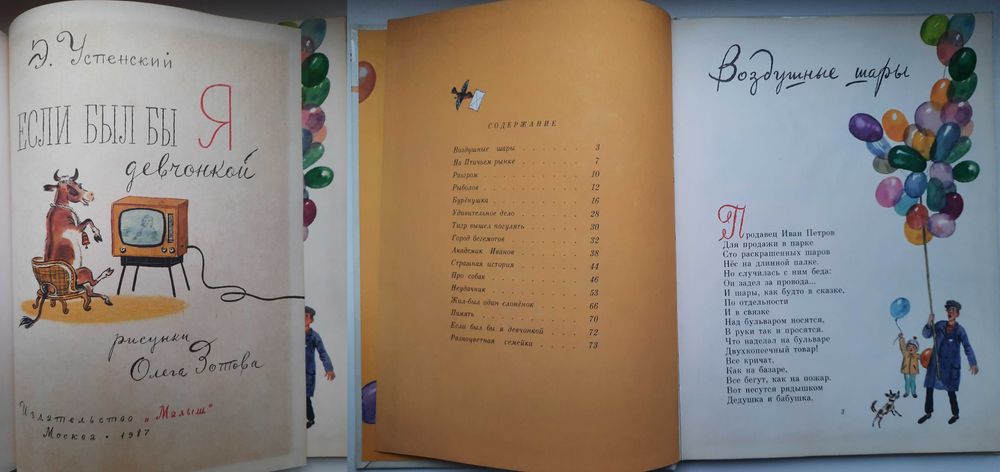 Э. Успенский
ЕСЛИ БЫЛ БЫ Я
девчонкой
рисунки
Олега Зотова
Издательство „Малыш“
Москва • 1987
СОДЕРЖАНИЕ
Воздушные шары . . . 3
На Птичьем рынке . . . 7
Разгром . . . 10
Рыболов . . . 12
Бурёнушка . . . 16
Удивительное дело . . . 28
Тигр вышел погулять . . . 30
Город бегемотов . . . 32
Академик Иванов . . . 38
Страшная история . . . 44
Про собак . . . 46
Неудачник . . . 53
Жил-был один слонёнок . . . 66
Память . . . 70
Если был бы я девчонкой . . . 72
Разноцветная семейка . . . 73
Воздушные шары
Продавец Иван Петров
Для продажи в парке
Сто раскрашенных шаров
Нёс на длинной палке.
Но случилась с ним беда:
Он задел за провода...
И шары, как будто в сказке,
По отдельности
И в связке
Над бульваром носятся,
В руки так и просятся.
Что наделал на бульваре
Двухкопеечный товар!
Все кричат,
Как на базаре,
Все бегут, как на пожар.
Вот несутся рядышком
Дедушка и бабушка,
3